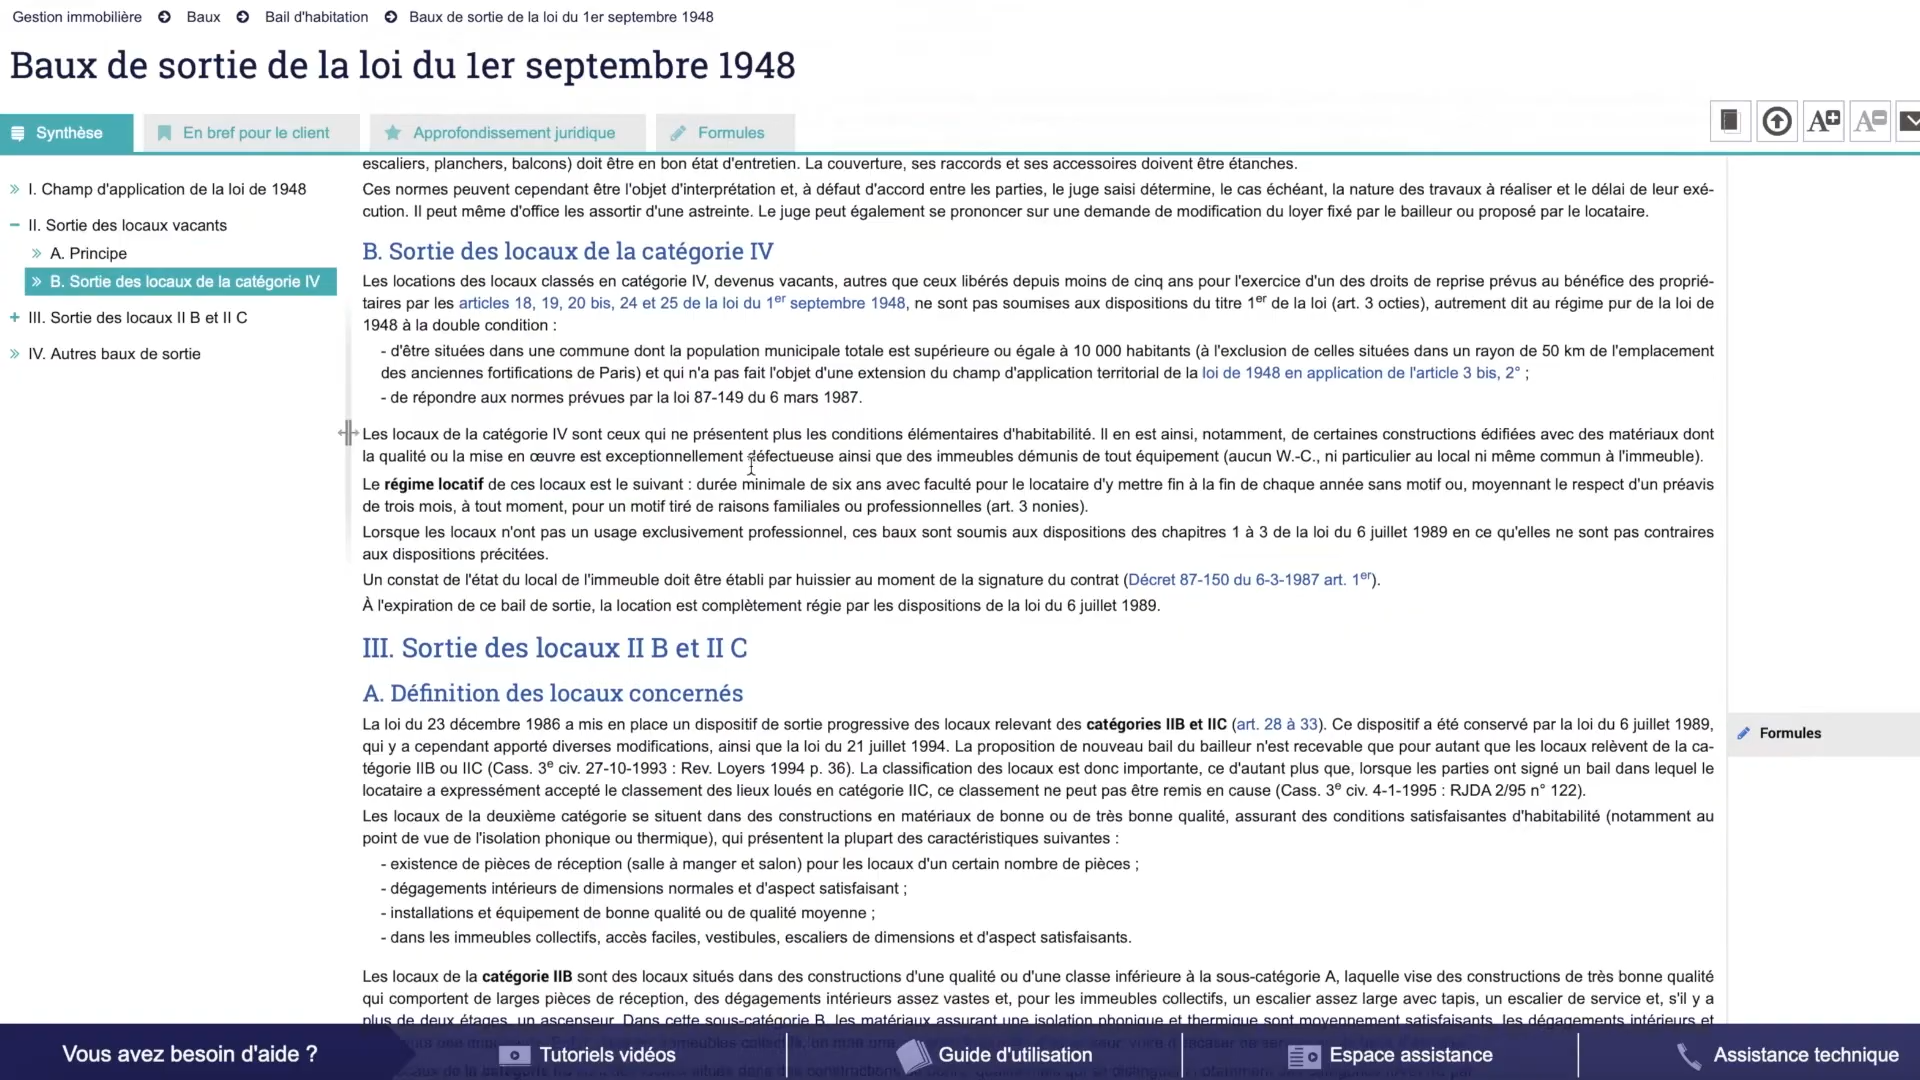 Gestion immobilière Baux Bail d'habitation Baux de sortie de la loi du 1er septembre 1948
Baux de sortie de la loi du 1er septembre 1948
Synthèse
En bref pour le client
Approfondissement juridique
Formules
I. Champ d'application de la loi de 1948
II. Sortie des locaux vacants
A. Principe
B. Sortie des locaux de la catégorie IV
III. Sortie des locaux II B et II C
IV. Autres baux de sortie
escaliers, planchers, balcons) doit être en bon état d'entretien. La couverture, ses raccords et ses accessoires doivent être étanches.
Ces normes peuvent cependant être l'objet d'interprétation et, à défaut d'accord entre les parties, le juge saisi détermine, le cas échéant, la nature des travaux à réaliser et le délai de leur exé-
cution. Il peut même d'office les assortir d'une astreinte. Le juge peut également se prononcer sur une demande de modification du loyer fixé par le bailleur ou proposé par le locataire.
B. Sortie des locaux de la catégorie IV
Les locations des locaux classés en catégorie IV, devenus vacants, autres que ceux libérés depuis moins de cinq ans pour l'exercice d'un des droits de reprise prévus au bénéfice des proprié-
taires par les articles 18, 19, 20 bis, 24 et 25 de la loi du 1er septembre 1948, ne sont pas soumises aux dispositions du titre 1er de la loi (art. 3 octies), autrement dit au régime pur de la loi de
1948 à la double condition :
- d'être situées dans une commune dont la population municipale totale est supérieure ou égale à 10 000 habitants (à l'exclusion de celles situées dans un rayon de 50 km de l'emplacement
des anciennes fortifications de Paris) et qui n'a pas fait l'objet d'une extension du champ d'application territorial de la loi de 1948 en application de l'article 3 bis, 2° ;
- de répondre aux normes prévues par la loi 87-149 du 6 mars 1987.
Les locaux de la catégorie IV sont ceux qui ne présentent plus les conditions élémentaires d'habitabilité. Il en est ainsi, notamment, de certaines constructions édifiées avec des matériaux dont
la qualité ou la mise en œuvre est exceptionnellement défectueuse ainsi que des immeubles démunis de tout équipement (aucun W.-C., ni particulier au local ni même commun à l'immeuble).
Le régime locatif de ces locaux est le suivant : durée minimale de six ans avec faculté pour le locataire d'y mettre fin à la fin de chaque année sans motif ou, moyennant le respect d'un préavis
de trois mois, à tout moment, pour un motif tiré de raisons familiales ou professionnelles (art. 3 nonies).
Lorsque les locaux n'ont pas un usage exclusivement professionnel, ces baux sont soumis aux dispositions des chapitres 1 à 3 de la loi du 6 juillet 1989 en ce qu'elles ne sont pas contraires
aux dispositions précitées.
Un constat de l'état du local de l'immeuble doit être établi par huissier au moment de la signature du contrat (Décret 87-150 du 6-3-1987 art. 1er).
À l'expiration de ce bail de sortie, la location est complètement régie par les dispositions de la loi du 6 juillet 1989.
III. Sortie des locaux II B et II C
A. Définition des locaux concernés
La loi du 23 décembre 1986 a mis en place un dispositif de sortie progressive des locaux relevant des catégories IIB et IIC (art. 28 à 33). Ce dispositif a été conservé par la loi du 6 juillet 1989,
qui y a cependant apporté diverses modifications, ainsi que la loi du 21 juillet 1994. La proposition de nouveau bail du bailleur n'est recevable que pour autant que les locaux relèvent de la ca-
tégorie IIB ou IIC (Cass. 3e civ. 27-10-1993 : Rev. Loyers 1994 p. 36). La classification des locaux est donc importante, ce d'autant plus que, lorsque les parties ont signé un bail dans lequel le
locataire a expressément accepté le classement des lieux loués en catégorie IIC, ce classement ne peut pas être remis en cause (Cass. 3e civ. 4-1-1995 : RJDA 2/95 n° 122).
Les locaux de la deuxième catégorie se situent dans des constructions en matériaux de bonne ou de très bonne qualité, assurant des conditions satisfaisantes d'habitabilité (notamment au
point de vue de l'isolation phonique ou thermique), qui présentent la plupart des caractéristiques suivantes :
- existence de pièces de réception (salle à manger et salon) pour les locaux d'un certain nombre de pièces ;
- dégagements intérieurs de dimensions normales et d'aspect satisfaisant ;
- installations et équipement de bonne qualité ou de qualité moyenne ;
- dans les immeubles collectifs, accès faciles, vestibules, escaliers de dimensions et d'aspect satisfaisants.
Les locaux de la catégorie IIB sont des locaux situés dans des constructions d'une qualité ou d'une classe inférieure à la sous-catégorie A, laquelle vise des constructions de très bonne qualité
qui comportent de larges pièces de réception, des dégagements intérieurs assez vastes et, pour les immeubles collectifs, un escalier assez large avec tapis, un escalier de service et, s'il y a
plus de deux étages, un ascenseur. Dans cette sous-catégorie B, les matériaux assurant une isolation phonique et thermique sont moyennement satisfaisants, les dégagements intérieurs et
Formules
Vous avez besoin d'aide ?
Tutoriels vidéos
Guide d'utilisation
Espace assistance
Assistance technique